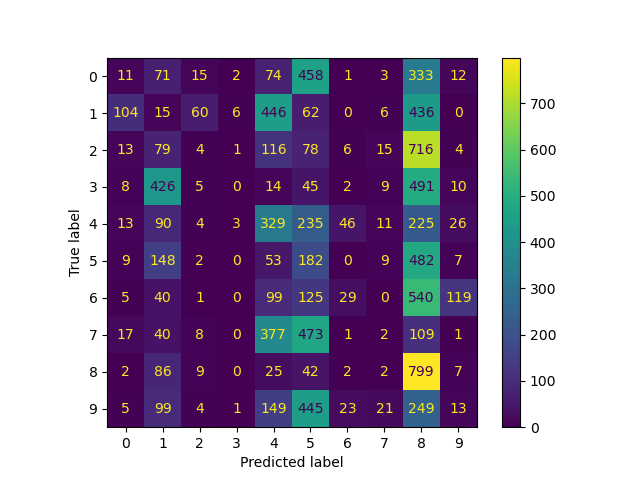 0 11 71 15 2 74 458 1 3 333 12
1 104 15 60 6 446 62 0 6 436 0
2 13 79 4 1 116 78 6 15 716 4
3 8 426 5 0 14 45 2 9 491 10
4 13 90 4 3 329 235 46 11 225 26
5 9 148 2 0 53 182 0 9 482 7
6 5 40 1 0 99 125 29 0 540 119
7 17 40 8 0 377 473 1 2 109 1
8 2 86 9 0 25 42 2 2 799 7
9 5 99 4 1 149 445 23 21 249 13
0 1 2 3 4 5 6 7 8 9
Predicted label
True label
700
600
500
400
300
200
100
0